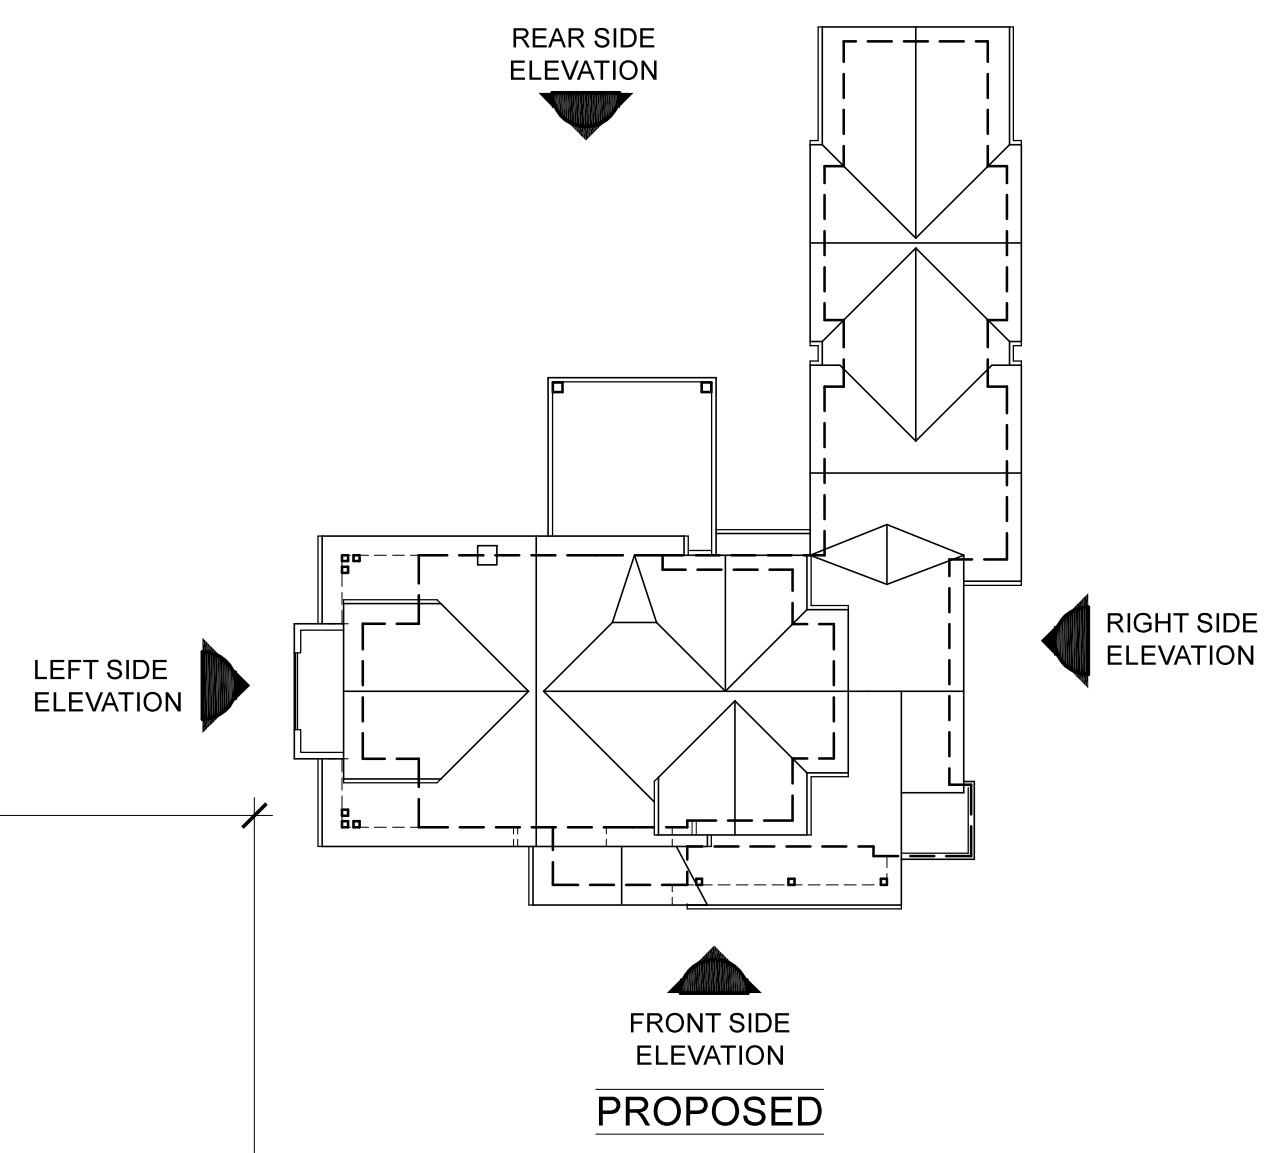 REAR SIDE
ELEVATION
RIGHT SIDE
ELEVATION
LEFT SIDE
ELEVATION
FRONT SIDE
ELEVATION
PROPOSED